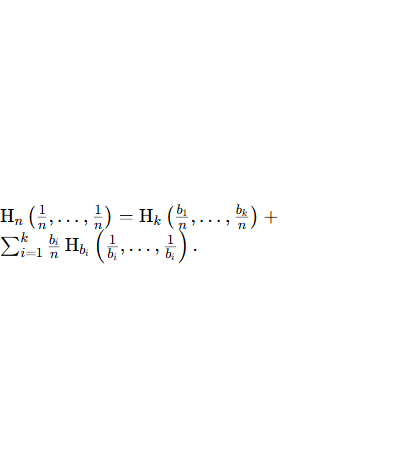 H_n (1/n, …, 1/n) = H_k (b_1/n, …, b_k/n) +
∑_{i=1}^{k} b_i/n H_{b_i} (1/b_i, …, 1/b_i).